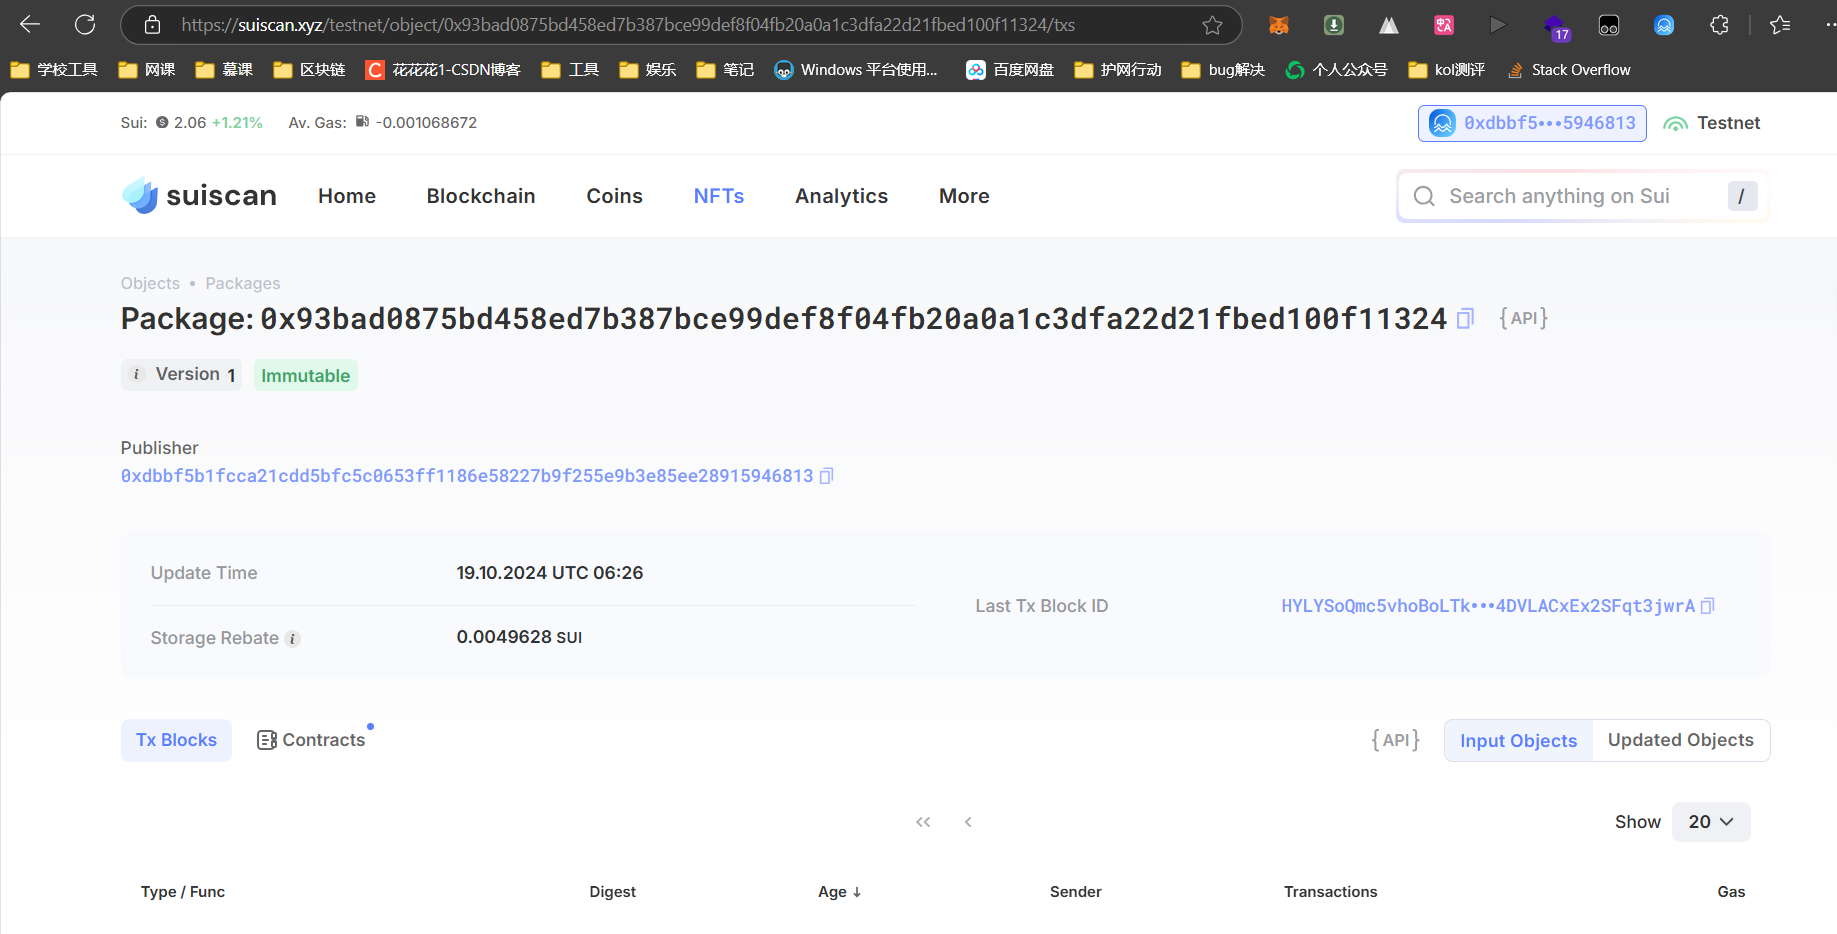 https://suiscan.xyz/testnet/object/0x93bad0875bd458ed7b387bce99def8f04fb20a0a1c3dfa22d21fbed100f11324/txs
17
学校工具 网课 慕课 区块链 C 花花花1-CSDN博客 工具 娱乐 笔记 Windows 平台使用... 百度网盘 护网行动 bug解决 个人公众号 kol测评 Stack Overflow
Sui: 2.06 +1.21% Av. Gas: -0.001068672 0xdbbf5•••5946813 Testnet
suiscan Home Blockchain Coins NFTs Analytics More Search anything on Sui /
Objects • Packages
Package: 0x93bad0875bd458ed7b387bce99def8f04fb20a0a1c3dfa22d21fbed100f11324 {API}
i Version 1 Immutable
Publisher
0xdbbf5b1fcca21cdd5bfc5c0653ff1186e58227b9f255e9b3e85ee28915946813
Update Time 19.10.2024 UTC 06:26
Last Tx Block ID HYLYSoQmc5vhoBoLTk•••4DVLACxEx2SFqt3jwrA
Storage Rebate i 0.0049628 SUI
Tx Blocks Contracts {API} Input Objects Updated Objects
Show 20
Type / Func Digest Age ↓ Sender Transactions Gas